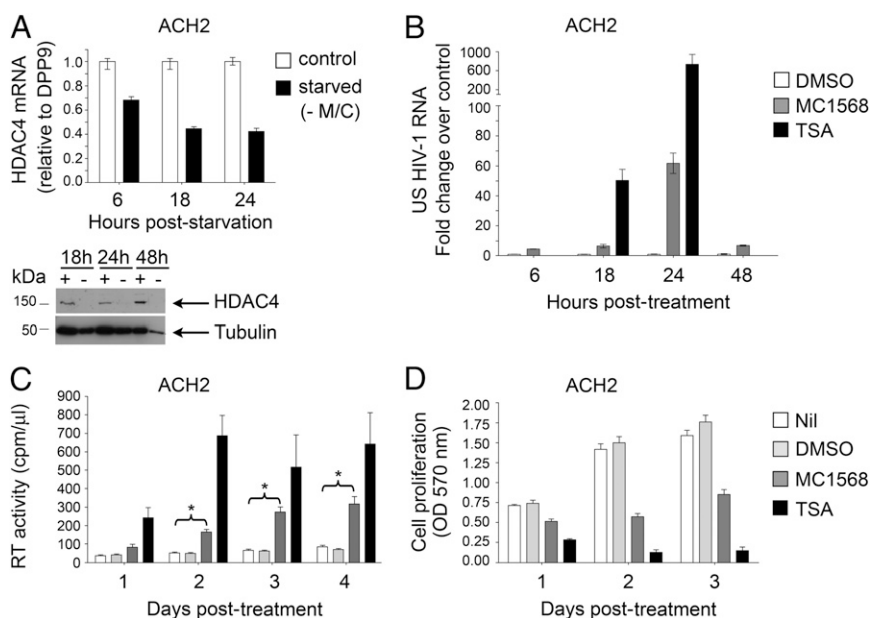 A
ACH2
HDAC4 mRNA
(relative to DPP9)
1.0
0.8
0.6
0.4
0.2
0.0
6 18 24
Hours post-starvation
control
starved
(- M/C)
18h 24h 48h
kDa + - + - + -
150
HDAC4
50
Tubulin
B
ACH2
US HIV-1 RNA
Fold change over control
1000
600
200
100
80
60
40
20
0
6 18 24 48
Hours post-treatment
DMSO
MC1568
TSA
C
ACH2
RT activity (cpm/µl)
900
800
700
600
500
400
300
200
100
0
* * *
1 2 3 4
Days post-treatment
D
ACH2
Cell proliferation
(OD 570 nm)
2.00
1.75
1.50
1.25
1.00
0.75
0.50
0.25
0.00
1 2 3
Days post-treatment
Nil
DMSO
MC1568
TSA